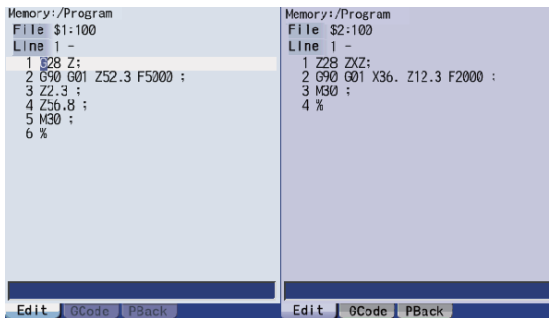 Memory:/Program
File $1:100
Line 1 -
1 G28 Z;
2 G90 G01 Z52.3 F5000 ;
3 Z2.3 ;
4 Z56.8 ;
5 M30 ;
6 %
Edit GCode PBack
Memory:/Program
File $2:100
Line 1 -
1 Z28 ZXZ;
2 G90 G01 X36. Z12.3 F2000 ;
3 M30 ;
4 %
Edit GCode PBack